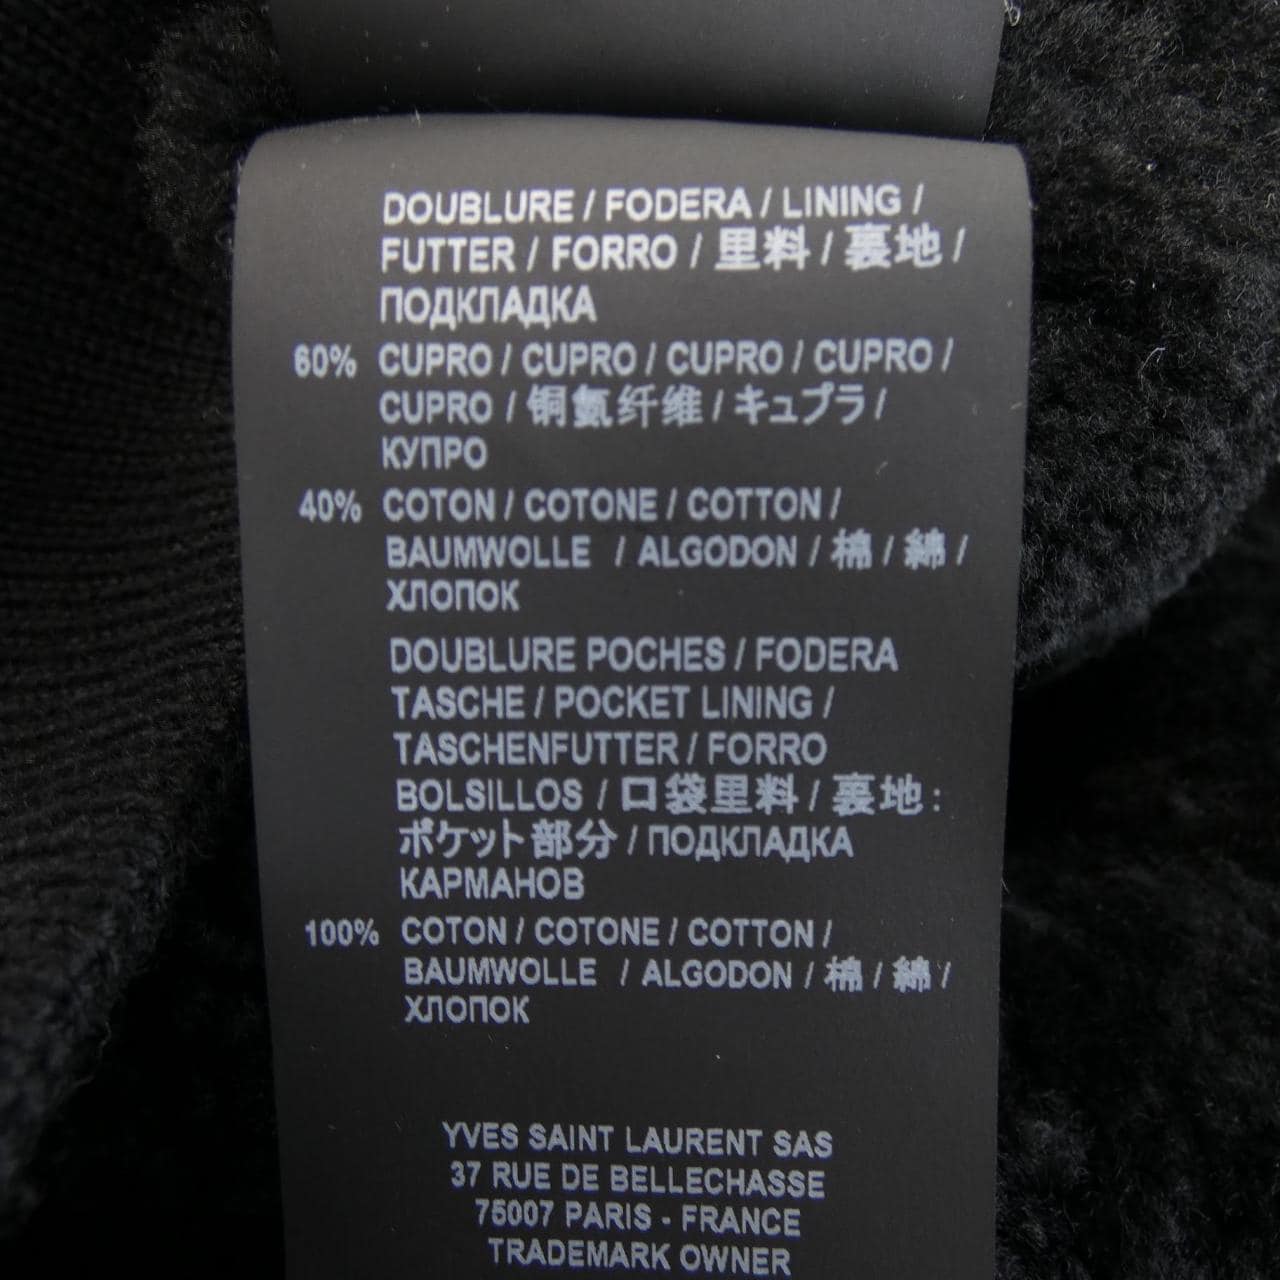 DOUBLURE / FODERA / LINING /
FUTTER / FORRO / 里料 / 裏地 /
ПОДКЛАДКА
60% CUPRO / CUPRO / CUPRO / CUPRO /
CUPRO / 铜氨纤维 / キュプラ /
КУПРО
40% COTON / COTONE / COTTON /
BAUMWOLLE / ALGODON / 棉 / 綿 /
ХЛОПОК
DOUBLURE POCHES / FODERA
TASCHE / POCKET LINING /
TASCHENFUTTER / FORRO
BOLSILLOS / 口袋里料 / 裏地:
ポケット部分 / ПОДКЛАДКА
КАРМАНОВ
100% COTON / COTONE / COTTON /
BAUMWOLLE / ALGODON / 棉 / 綿 /
ХЛОПОК
YVES SAINT LAURENT SAS
37 RUE DE BELLECHASSE
75007 PARIS - FRANCE
TRADEMARK OWNER